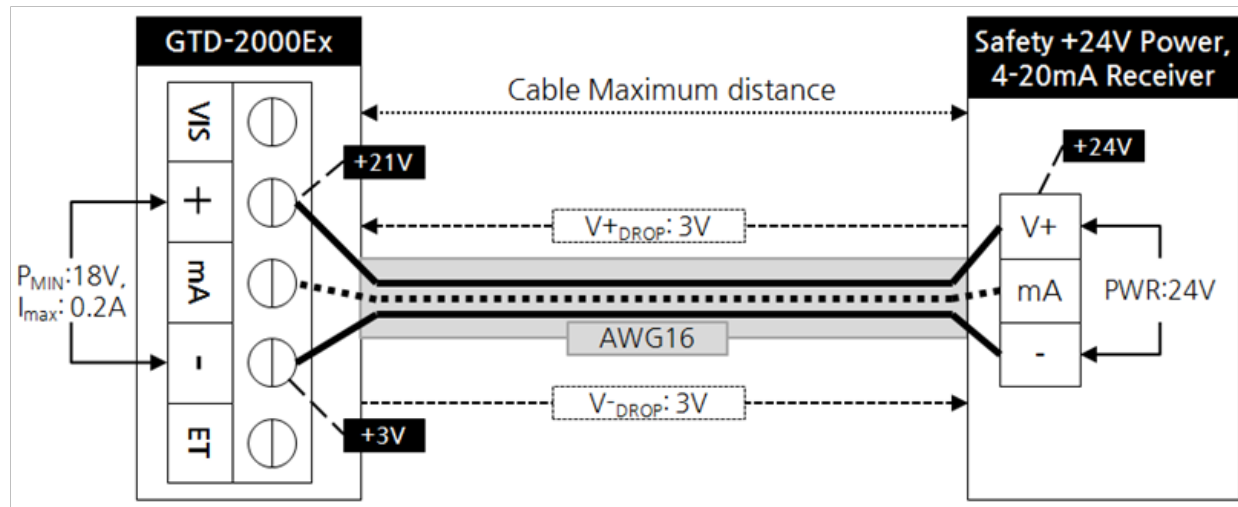 GTD-2000Ex
Safety +24V Power,
4-20mA Receiver
Cable Maximum distance
VIS
+21V
+24V
+
V+DROP: 3V
V+
PMIN:18V,
Imax: 0.2A
mA
mA
PWR:24V
AWG16
-
-
V-DROP: 3V
+3V
ET